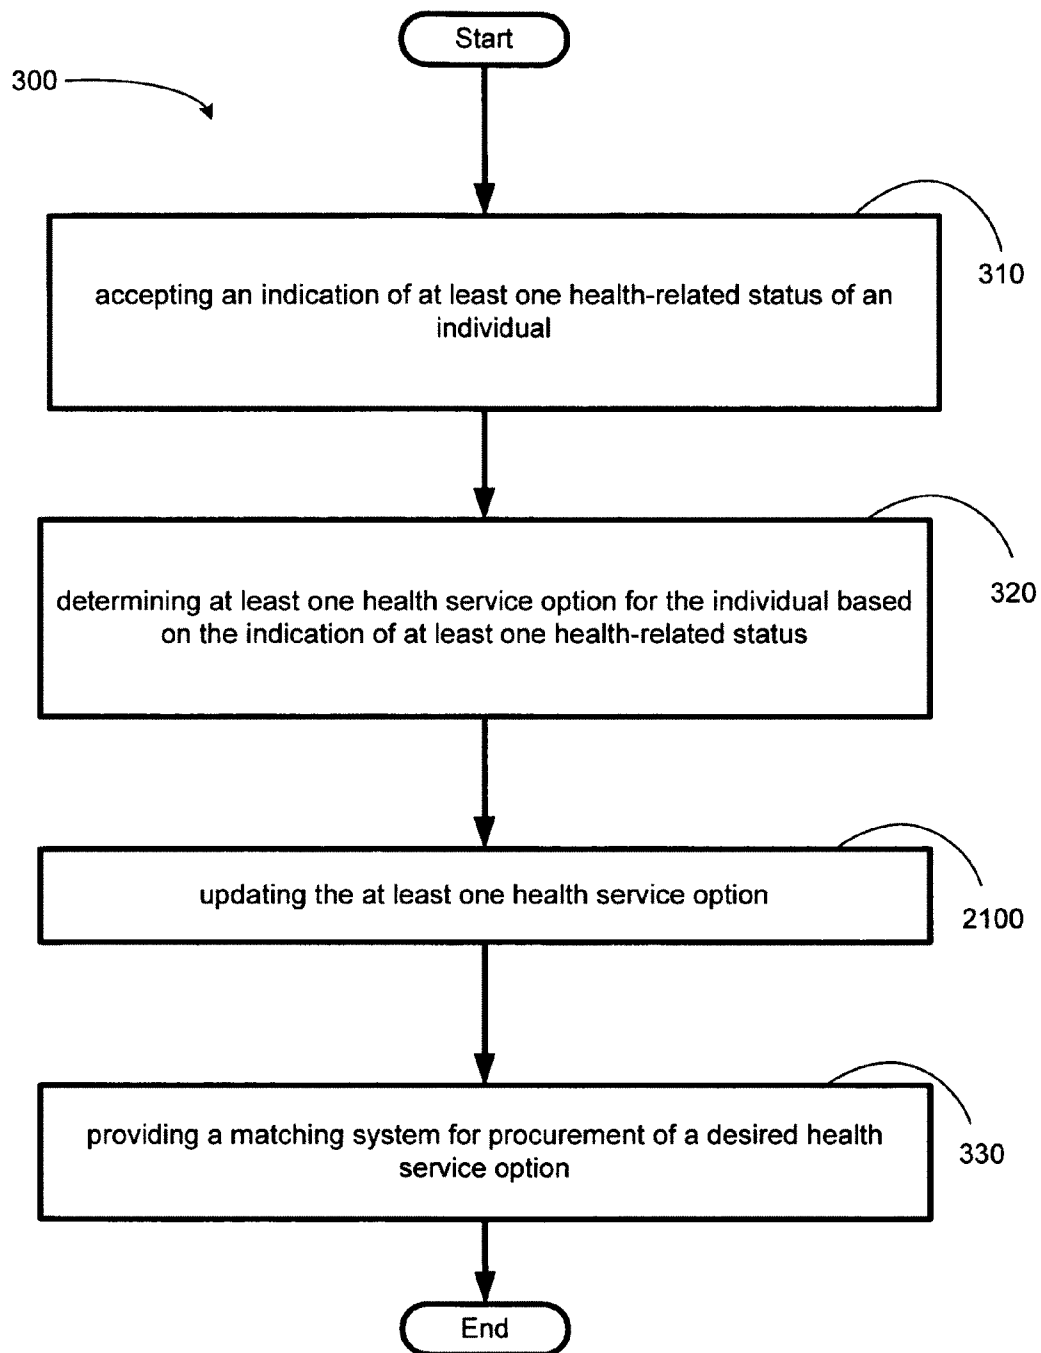 Start
300
accepting an indication of at least one health-related status of an
individual
310
determining at least one health service option for the individual based
on the indication of at least one health-related status
320
updating the at least one health service option
2100
providing a matching system for procurement of a desired health
service option
330
End